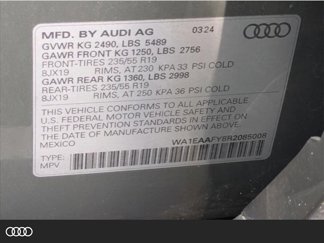 MFD. BY AUDI AG 03.24
GVWR KG 2490, LBS 5489
GAWR FRONT KG 1250, LBS 2756
FRONT-TIRES 235/55 R19
8JX19 RIMS, AT 230 KPA 33 PSI COLD
GAWR REAR KG 1360, LBS 2998
REAR-TIRES 235/55 R19
8JX19 RIMS, AT 250 KPA 36 PSI COLD
THIS VEHICLE CONFORMS TO ALL APPLICABLE
U.S. FEDERAL MOTOR VEHICLE SAFETY, BUMPER AND
THEFT PREVENTION STANDARDS IN EFFECT ON
THE DATE OF MANUFACTURE SHOWN ABOVE
MEXICO
WA1EAAFY8R2085008
TYPE:
MPV